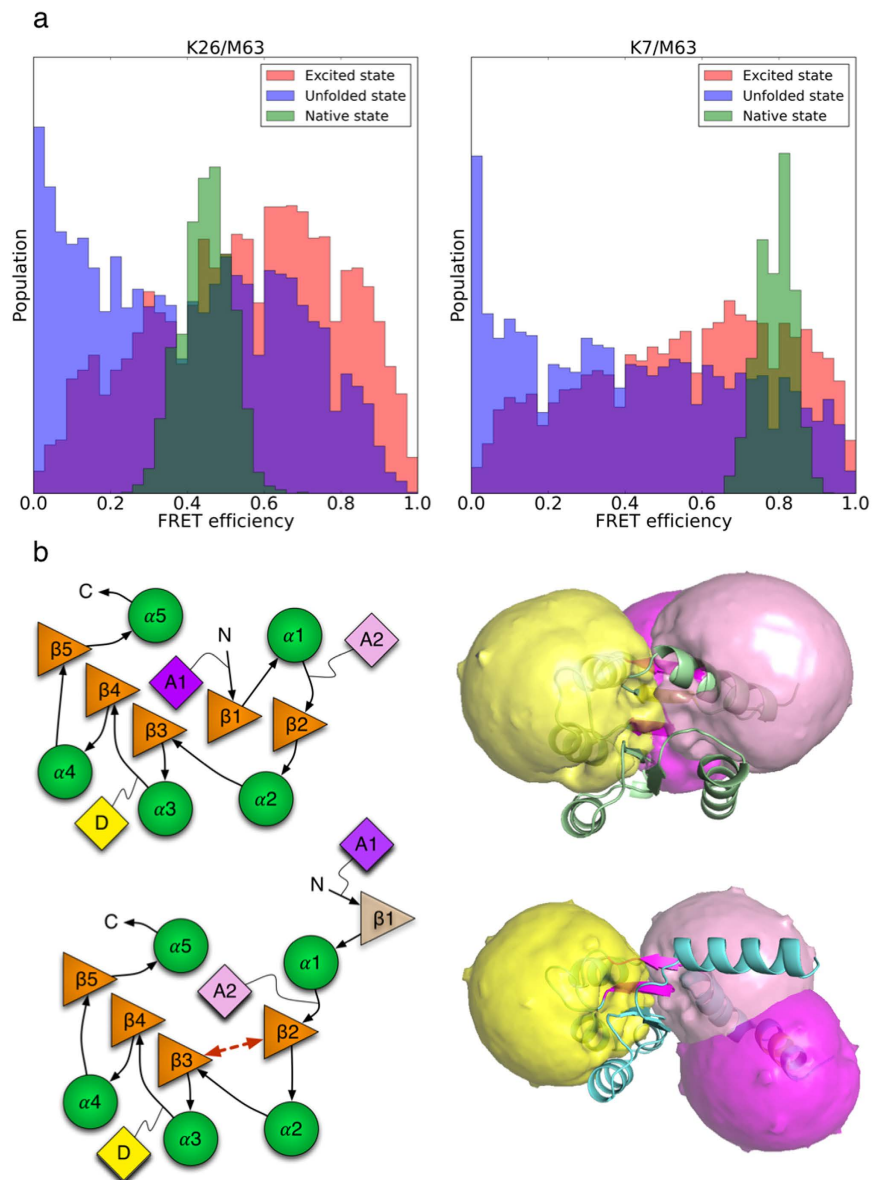 a
K26/M63
K7/M63
Excited state
Unfolded state
Native state
Excited state
Unfolded state
Native state
Population
Population
0.0 0.2 0.4 0.6 0.8 1.0
0.0 0.2 0.4 0.6 0.8 1.0
FRET efficiency
FRET efficiency
b
C
α5
N
α1
A2
β5
β4
A1
β3
β1
β2
α4
α3
α2
D
A1
N
β1
C
α5
α1
β5
A2
β4
β3
β2
α4
α3
α2
D